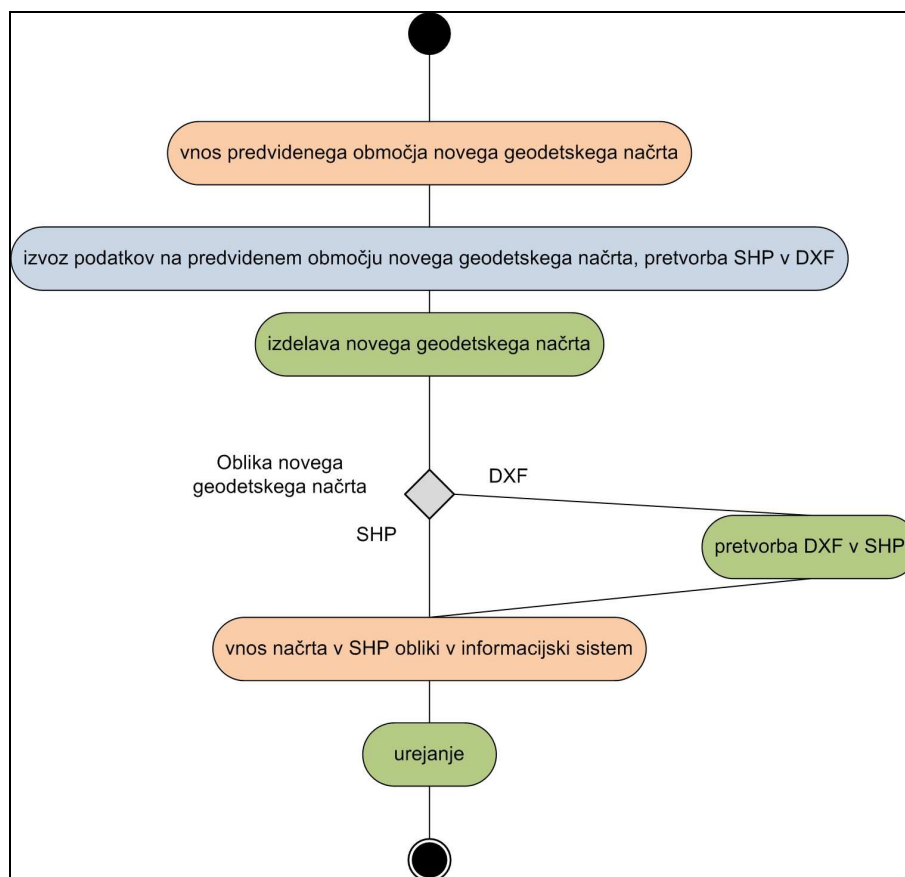 vnos predvidenega območja novega geodetskega načrta
izvoz podatkov na predvidenem območju novega geodetskega načrta, pretvorba SHP v DXF
izdelava novega geodetskega načrta
Oblika novega
geodetskega načrta
DXF
SHP
pretvorba DXF v SHP
vnos načrta v SHP obliki v informacijski sistem
urejanje